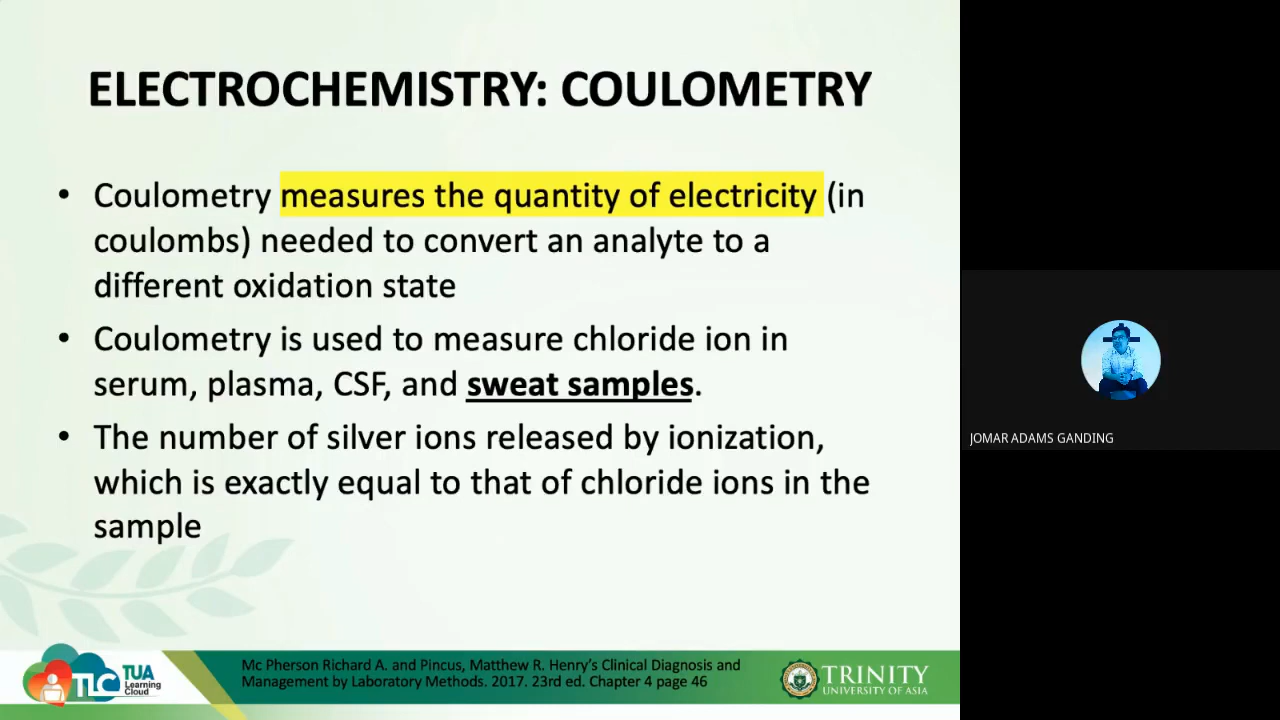 ELECTROCHEMISTRY: COULOMETRY
• Coulometry measures the quantity of electricity (in
coulombs) needed to convert an analyte to a
different oxidation state
• Coulometry is used to measure chloride ion in
serum, plasma, CSF, and sweat samples.
• The number of silver ions released by ionization,
which is exactly equal to that of chloride ions in the
sample
JOMAR ADAMS GANDING
TLC TUA
Learning
Cloud
Mc Pherson Richard A. and Pincus, Matthew R. Henry's Clinical Diagnosis and
Management by Laboratory Methods. 2017. 23rd ed. Chapter 4 page 46
TRINITY
UNIVERSITY OF ASIA